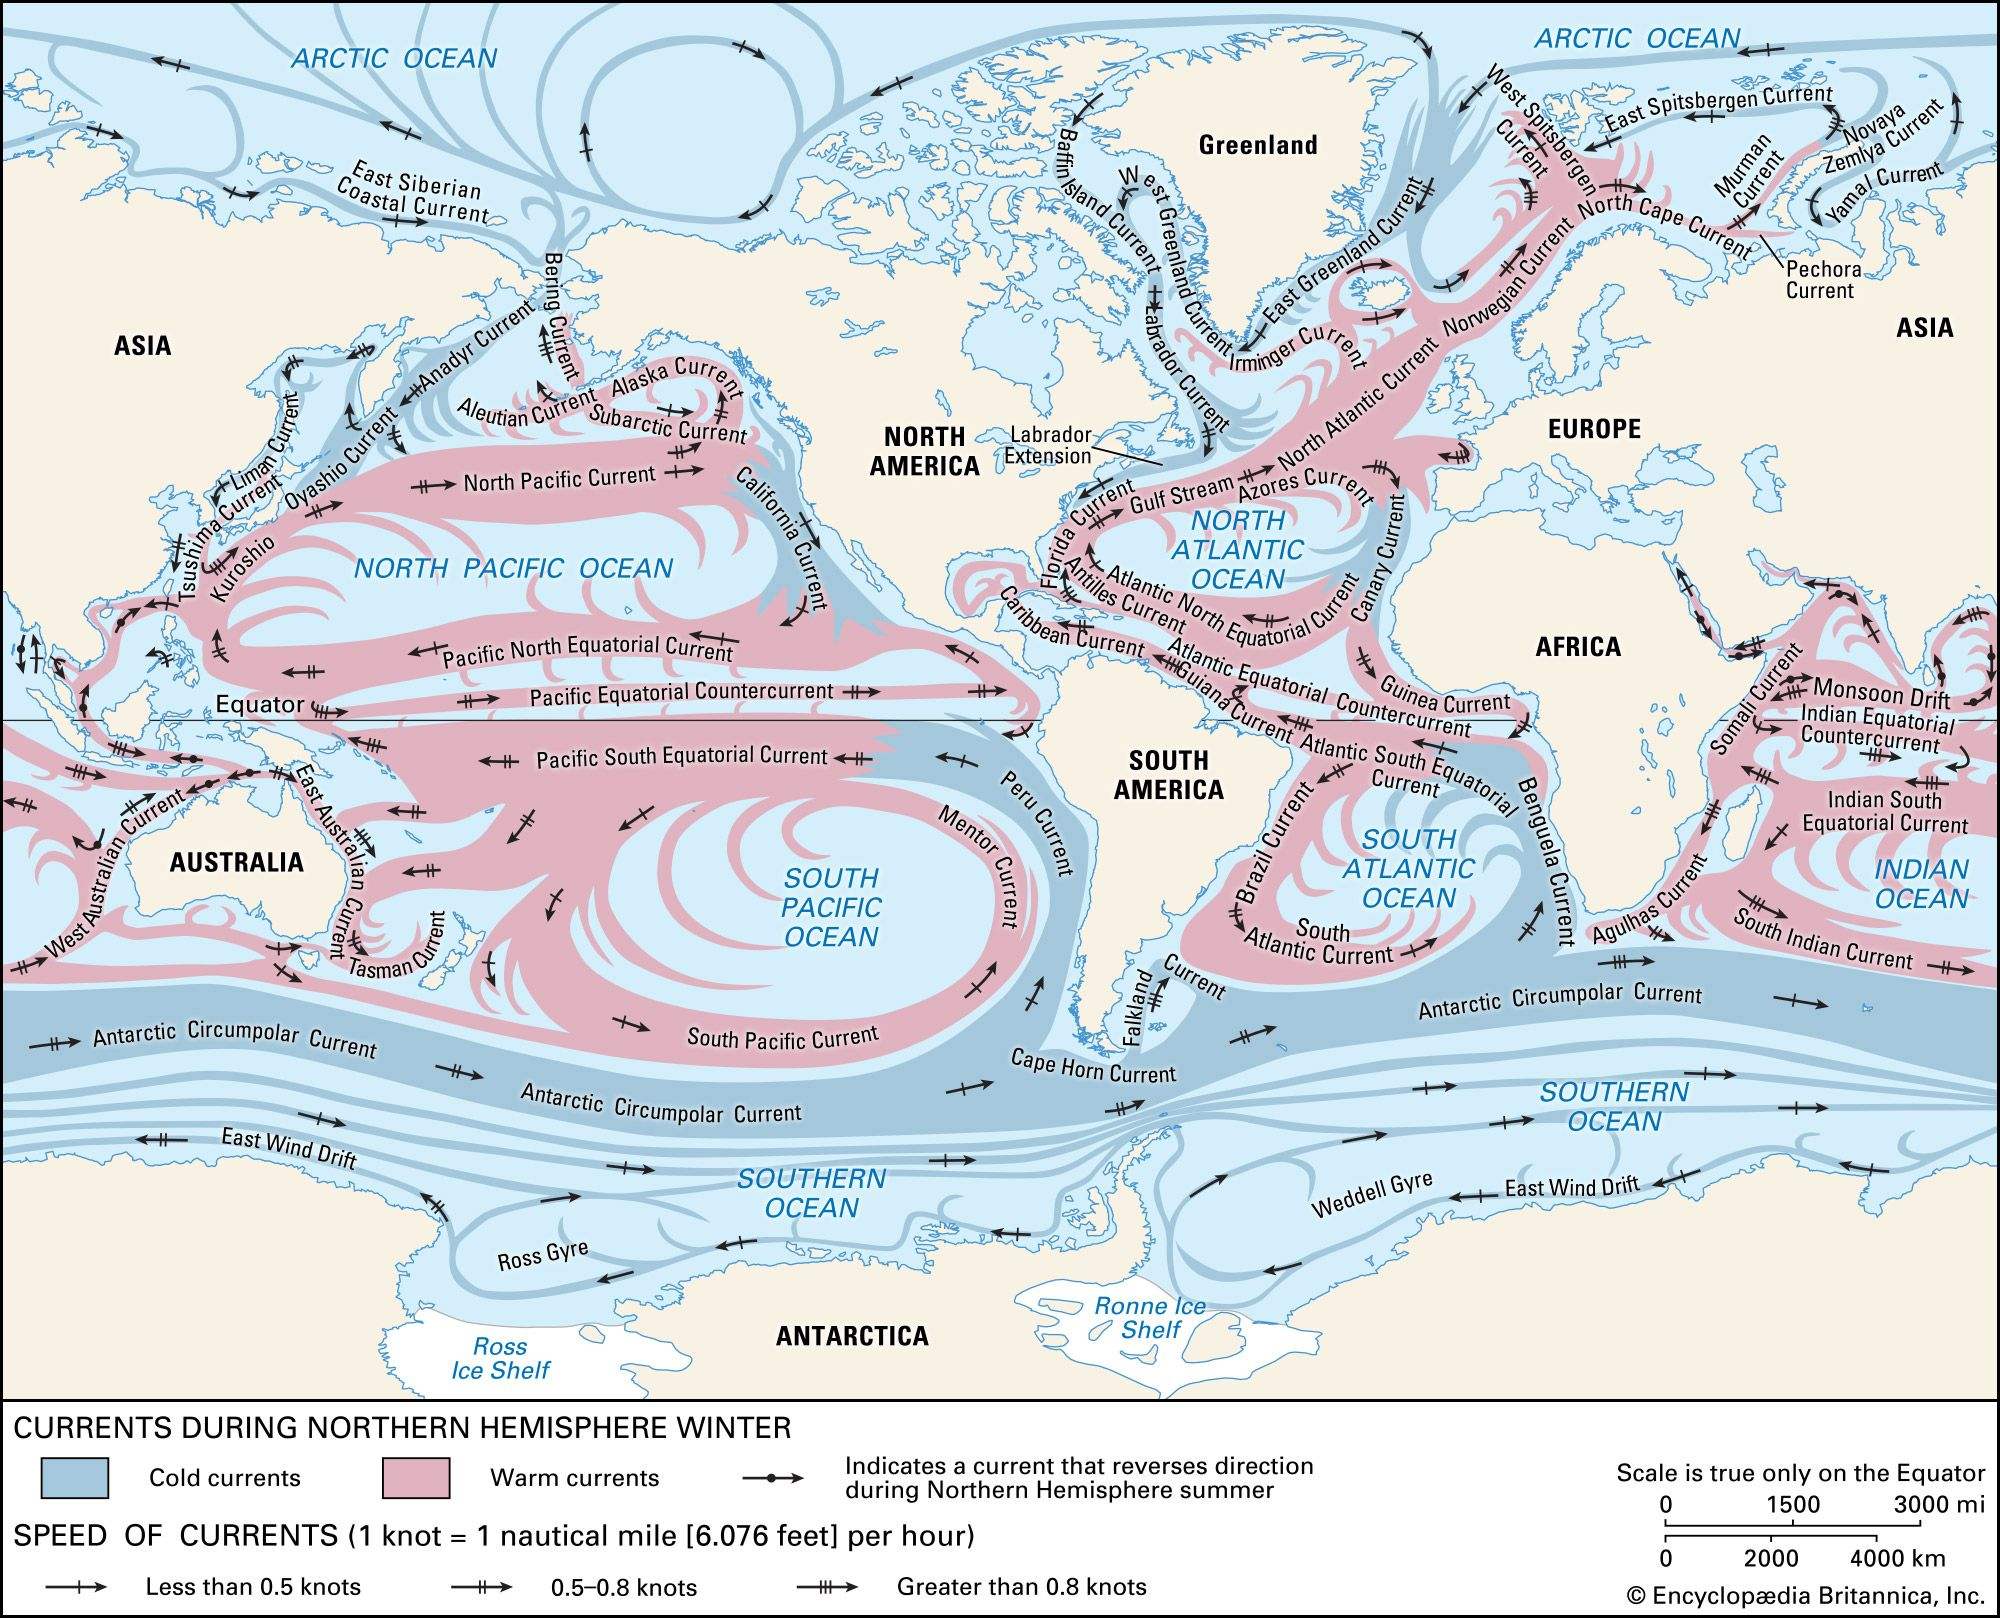 ARCTIC OCEAN
ARCTIC OCEAN
West Spitsbergen
Current
East Spitsbergen Current
Novaya
Zemlya Current
Murman
Current
Yamal Current
Greenland
Baffin Island Current
West Greenland Current
East Siberian
Coastal Current
East Greenland Current
North Cape Current
Pechora
Current
Norwegian Current
Bering Current
Anadyr Current
ASIA
ASIA
Labrador Current
Irminger Current
Alaska Current
Aleutian Current
Subarctic Current
North Atlantic Current
Liman Current
Oyashio Current
NORTH
AMERICA
Labrador
Extension
EUROPE
North Pacific Current
California Current
Gulf Stream
Azores Current
Florida Current
Tsushima Current
Kuroshio
NORTH PACIFIC OCEAN
NORTH
ATLANTIC
OCEAN
Canary Current
Antilles Current
Atlantic North Equatorial Current
Caribbean Current
AFRICA
Pacific North Equatorial Current
Atlantic Equatorial Countercurrent
Guiana Current
Guinea Current
Somali Current
Monsoon Drift
Equator
Pacific Equatorial Countercurrent
Indian Equatorial
Countercurrent
Pacific South Equatorial Current
SOUTH
AMERICA
Atlantic South Equatorial
Current
East Australian Current
West Australian Current
Peru Current
Mentor Current
Brazil Current
Benguela Current
Indian South
Equatorial Current
AUSTRALIA
SOUTH
PACIFIC
OCEAN
SOUTH
ATLANTIC
OCEAN
INDIAN
OCEAN
Agulhas Current
South Indian Current
South
Atlantic Current
Tasman Current
Falkland
Current
South Pacific Current
Antarctic Circumpolar Current
Antarctic Circumpolar Current
Antarctic Circumpolar Current
Cape Horn Current
SOUTHERN
OCEAN
East Wind Drift
SOUTHERN
OCEAN
Weddell Gyre
East Wind Drift
Ross Gyre
Ross
Ice Shelf
ANTARCTICA
Ronne Ice
Shelf
CURRENTS DURING NORTHERN HEMISPHERE WINTER
Cold currents
Warm currents
Indicates a current that reverses direction
during Northern Hemisphere summer
SPEED OF CURRENTS (1 knot = 1 nautical mile [6.076 feet] per hour)
Less than 0.5 knots
0.5–0.8 knots
Greater than 0.8 knots
Scale is true only on the Equator
0 1500 3000 mi
0 2000 4000 km
© Encyclopædia Britannica, Inc.